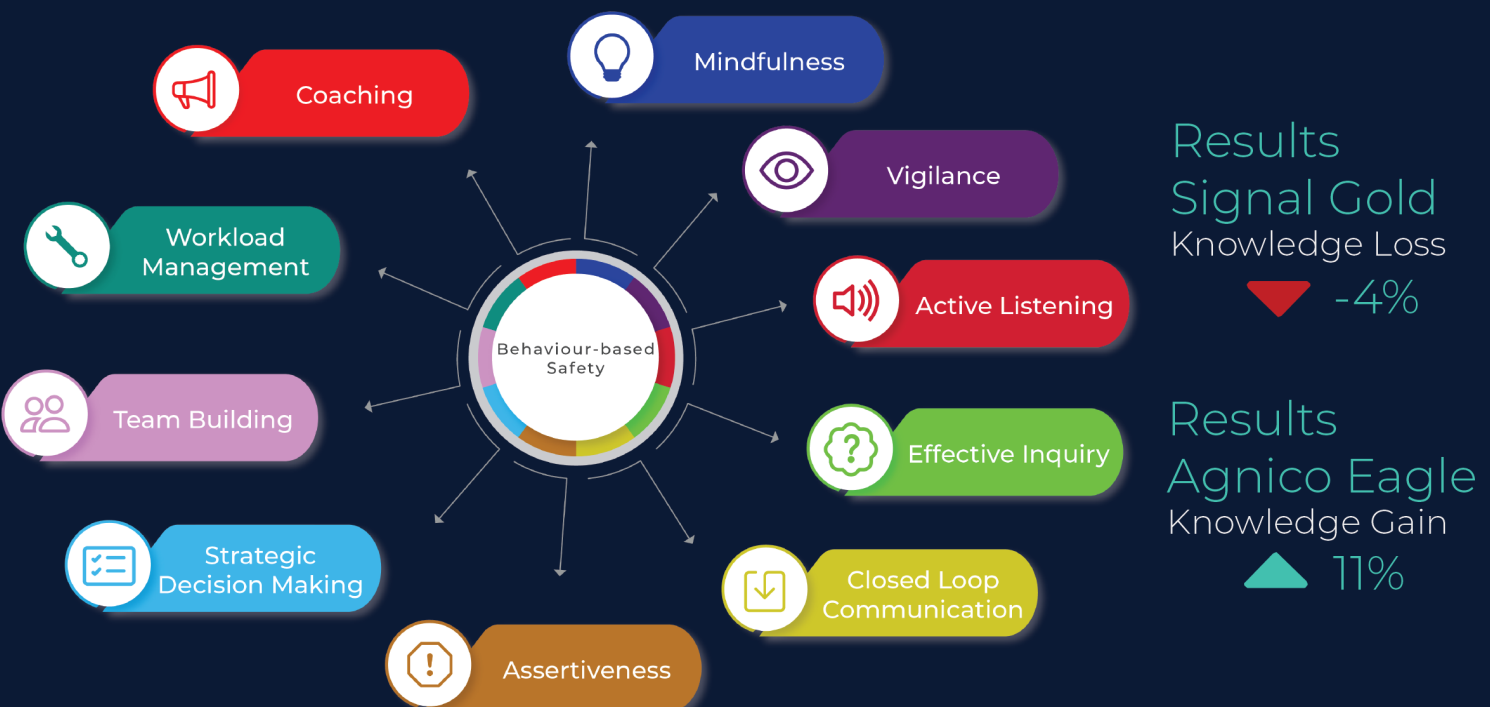 Coaching
Mindfulness
Vigilance
Workload
Management
Active Listening
Behaviour-based
Safety
Team Building
Effective Inquiry
Strategic
Decision Making
Closed Loop
Communication
Assertiveness
Results
Signal Gold
Knowledge Loss
-4%
Results
Agnico Eagle
Knowledge Gain
11%